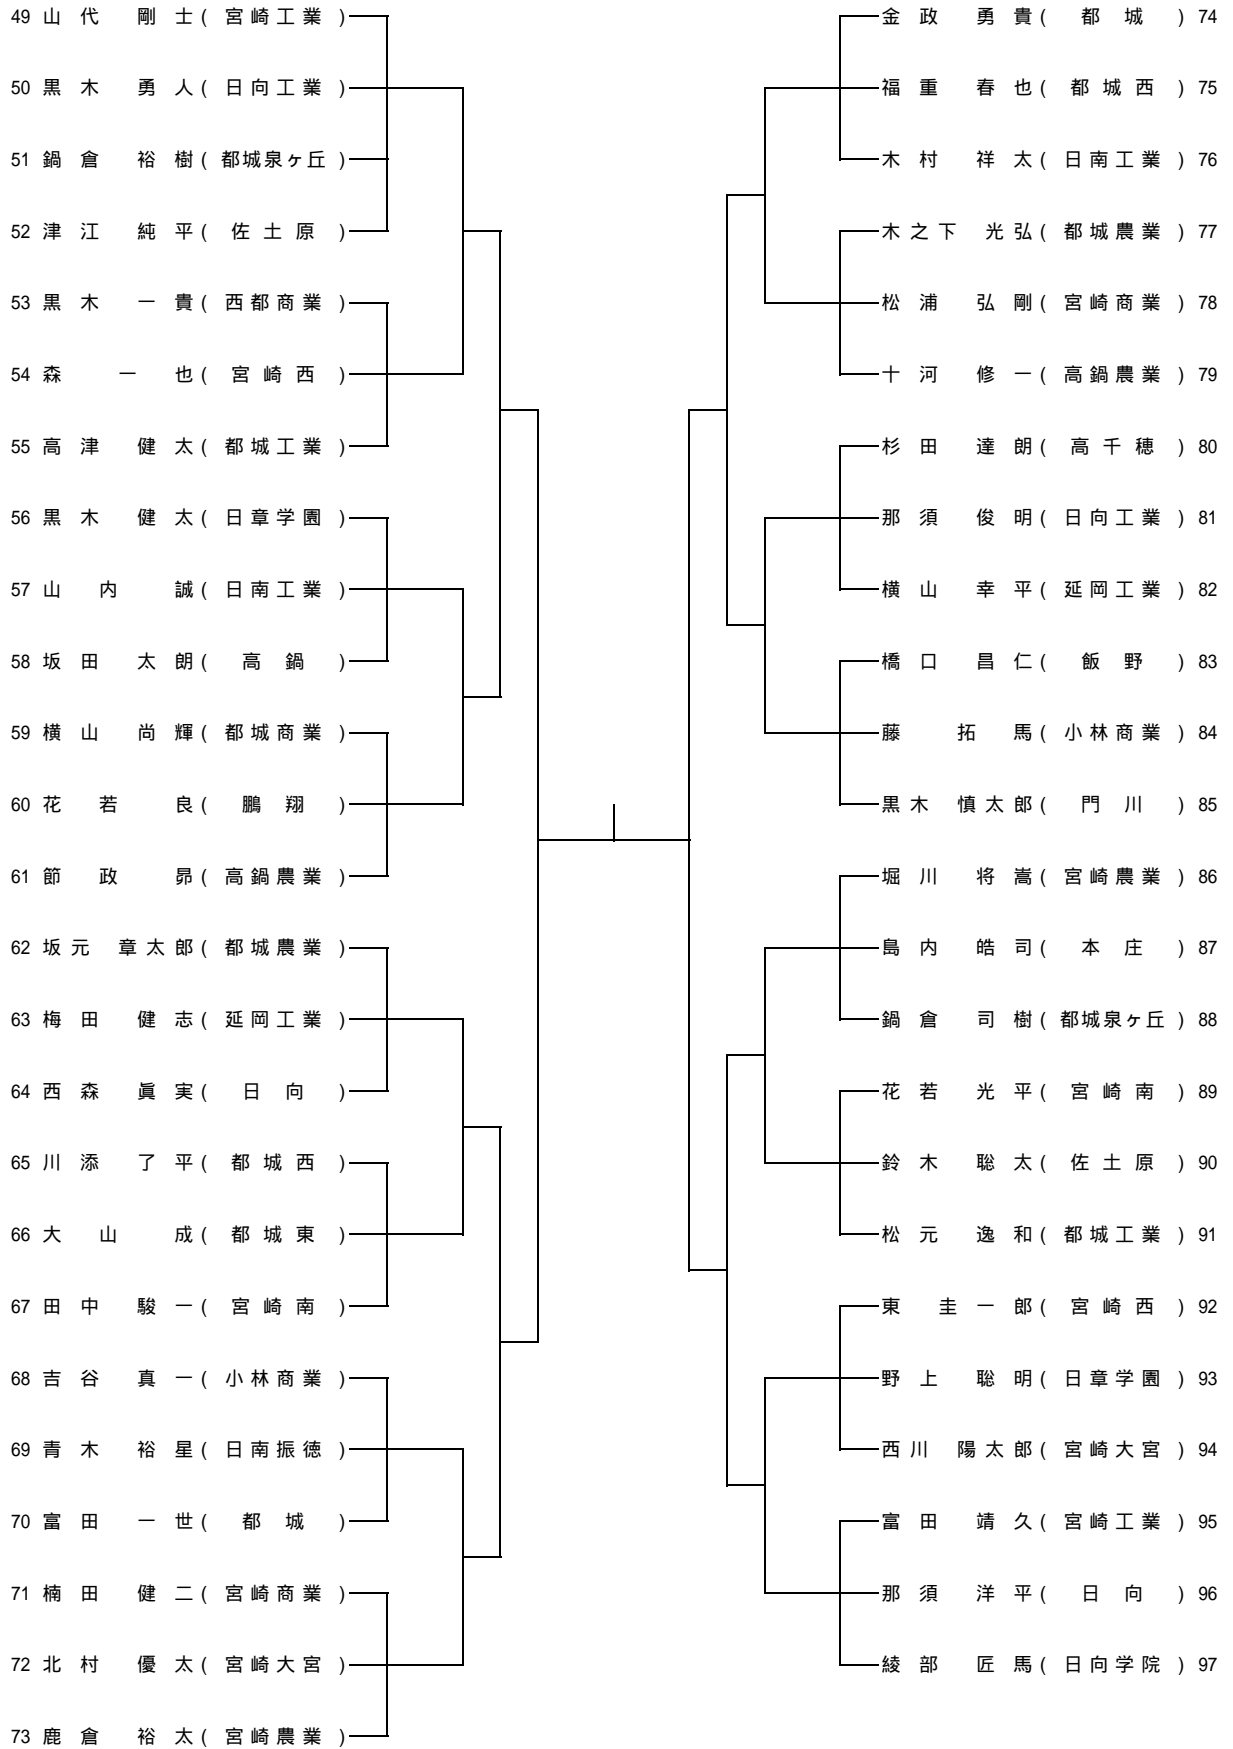 49 山代 剛士 ( 宮崎工業 )
50 黒木 勇人 ( 日向工業 )
51 鍋倉 裕樹 ( 都城泉ヶ丘 )
52 津江 純平 ( 佐土原 )
53 黒木 一貴 ( 西都商業 )
54 森 一也 ( 宮崎西 )
55 高津 健太 ( 都城工業 )
56 黒木 健太 ( 日章学園 )
57 山内 誠 ( 日南工業 )
58 坂田 太朗 ( 高鍋 )
59 横山 尚輝 ( 都城商業 )
60 花若 良 ( 鵬翔 )
61 節政 昴 ( 高鍋農業 )
62 坂元 章太郎 ( 都城農業 )
63 梅田 健志 ( 延岡工業 )
64 西森 眞実 ( 日向 )
65 川添 了平 ( 都城西 )
66 大山 成 ( 都城東 )
67 田中 駿一 ( 宮崎南 )
68 吉谷 真一 ( 小林商業 )
69 青木 裕星 ( 日南振徳 )
70 富田 一世 ( 都城 )
71 楠田 健二 ( 宮崎商業 )
72 北村 優太 ( 宮崎大宮 )
73 鹿倉 裕太 ( 宮崎農業 )
金政 勇貴 ( 都城 ) 74
福重 春也 ( 都城西 ) 75
木村 祥太 ( 日南工業 ) 76
木之下 光弘 ( 都城農業 ) 77
松浦 弘剛 ( 宮崎商業 ) 78
十河 修一 ( 高鍋農業 ) 79
杉田 達朗 ( 高千穂 ) 80
那須 俊明 ( 日向工業 ) 81
横山 幸平 ( 延岡工業 ) 82
橋口 昌仁 ( 飯野 ) 83
藤 拓馬 ( 小林商業 ) 84
黒木 慎太郎 ( 門川 ) 85
堀川 将嵩 ( 宮崎農業 ) 86
島内 皓司 ( 本庄 ) 87
鍋倉 司樹 ( 都城泉ヶ丘 ) 88
花若 光平 ( 宮崎南 ) 89
鈴木 聡太 ( 佐土原 ) 90
松元 逸和 ( 都城工業 ) 91
東 圭一郎 ( 宮崎西 ) 92
野上 聡明 ( 日章学園 ) 93
西川 陽太郎 ( 宮崎大宮 ) 94
富田 靖久 ( 宮崎工業 ) 95
那須 洋平 ( 日向 ) 96
綾部 匠馬 ( 日向学院 ) 97